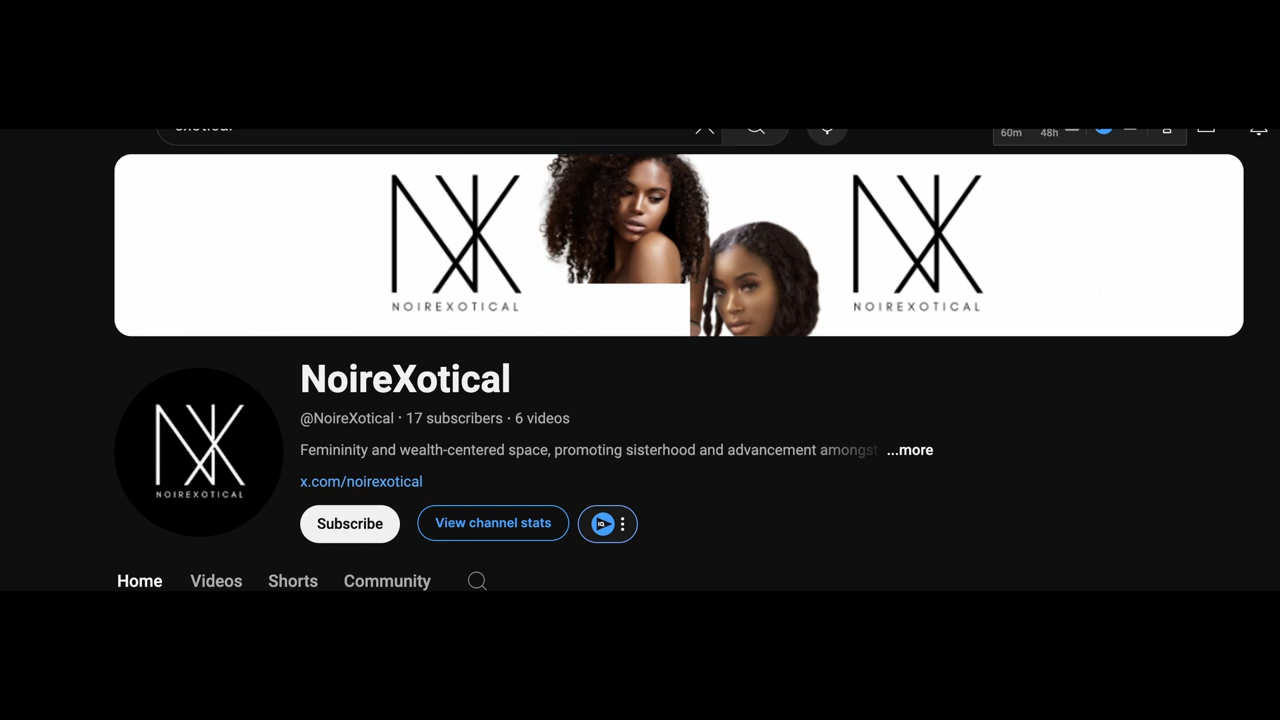 60m 48h
NOIREXOTICAL
NOIREXOTICAL
NoireXotical
@NoireXotical · 17 subscribers · 6 videos
Femininity and wealth-centered space, promoting sisterhood and advancement amongst ...more
x.com/noirexotical
NOIREXOTICAL
Subscribe View channel stats IQ
Home Videos Shorts Community